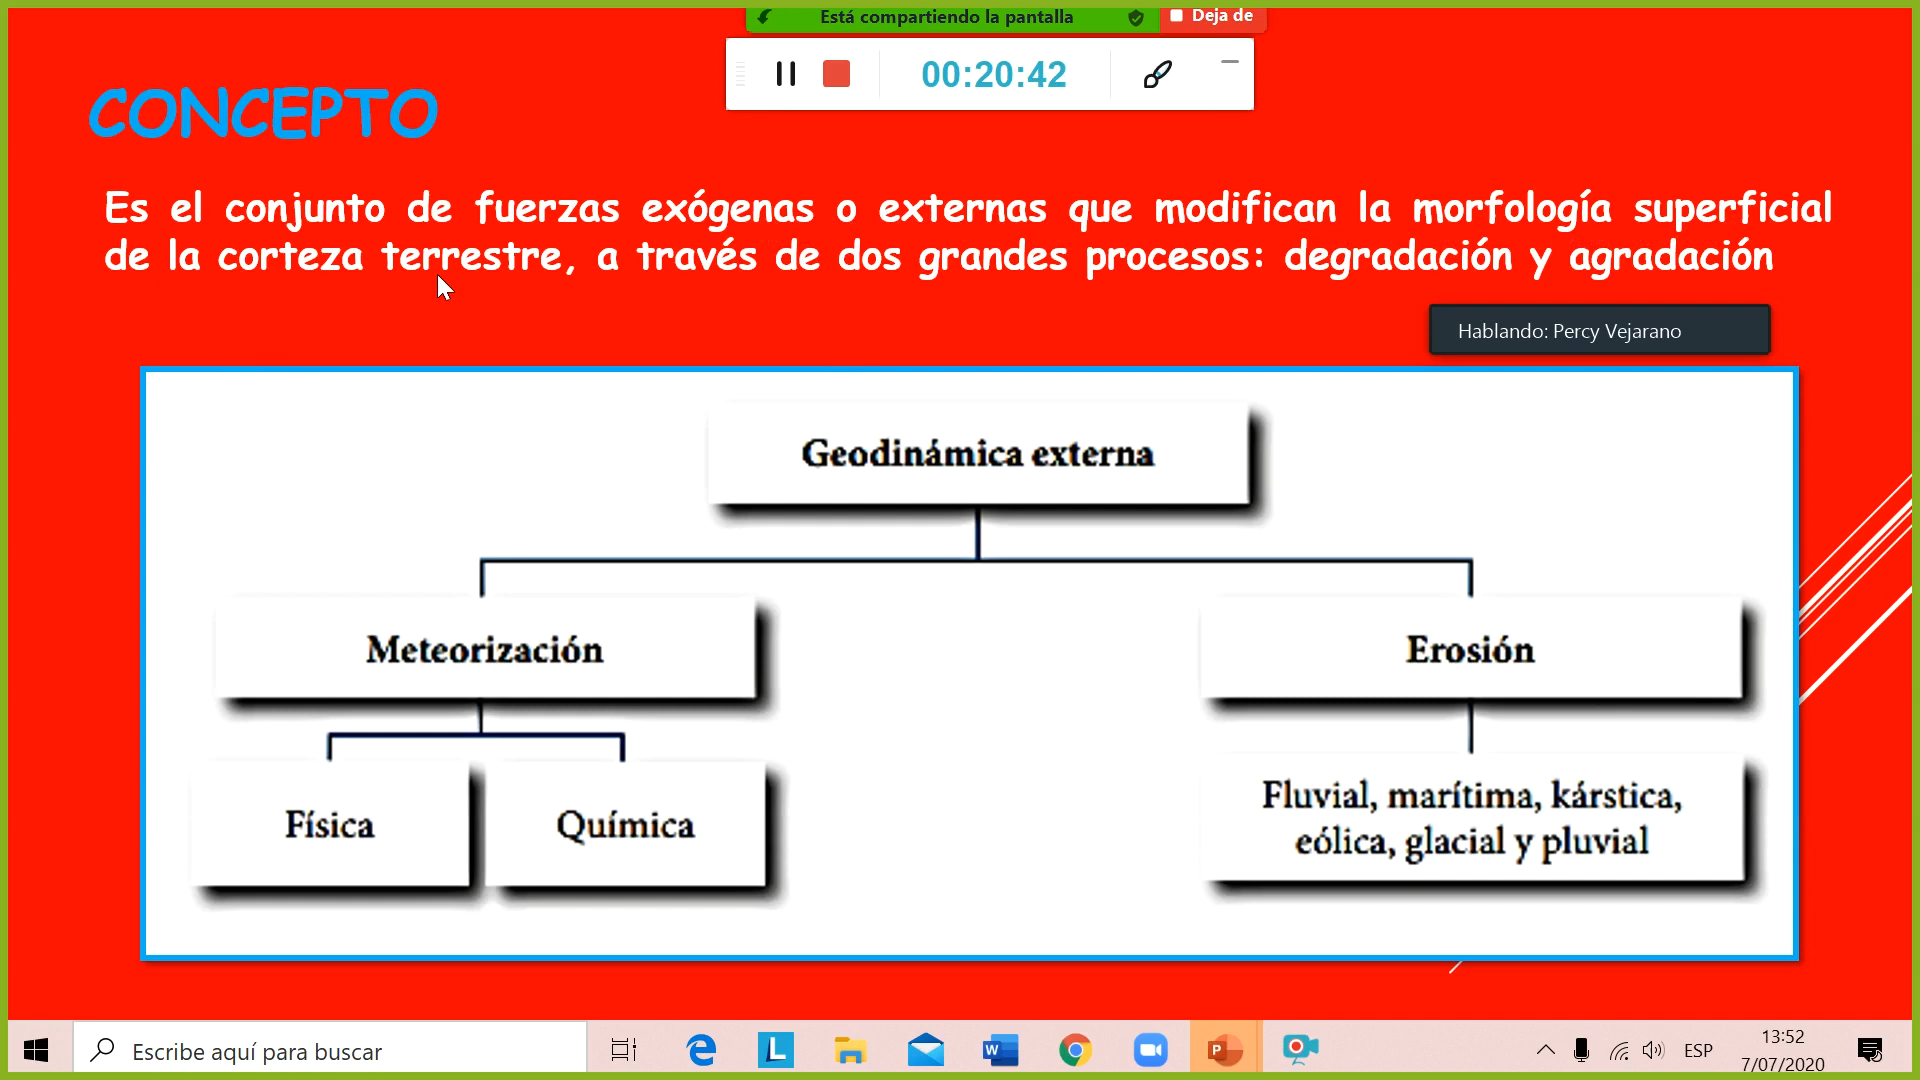 Está compartiendo la pantalla
Deja de
00:20:42
CONCEPTO
Es el conjunto de fuerzas exógenas o externas que modifican la morfología superficial
de la corteza terrestre, a través de dos grandes procesos: degradación y agradación
Hablando: Percy Vejarano
Geodinámica externa
Meteorización
Erosión
Física
Química
Fluvial, marítima, kárstica,
eólica, glacial y pluvial
Escribe aquí para buscar
L
W
P
ESP
13:52
7/07/2020